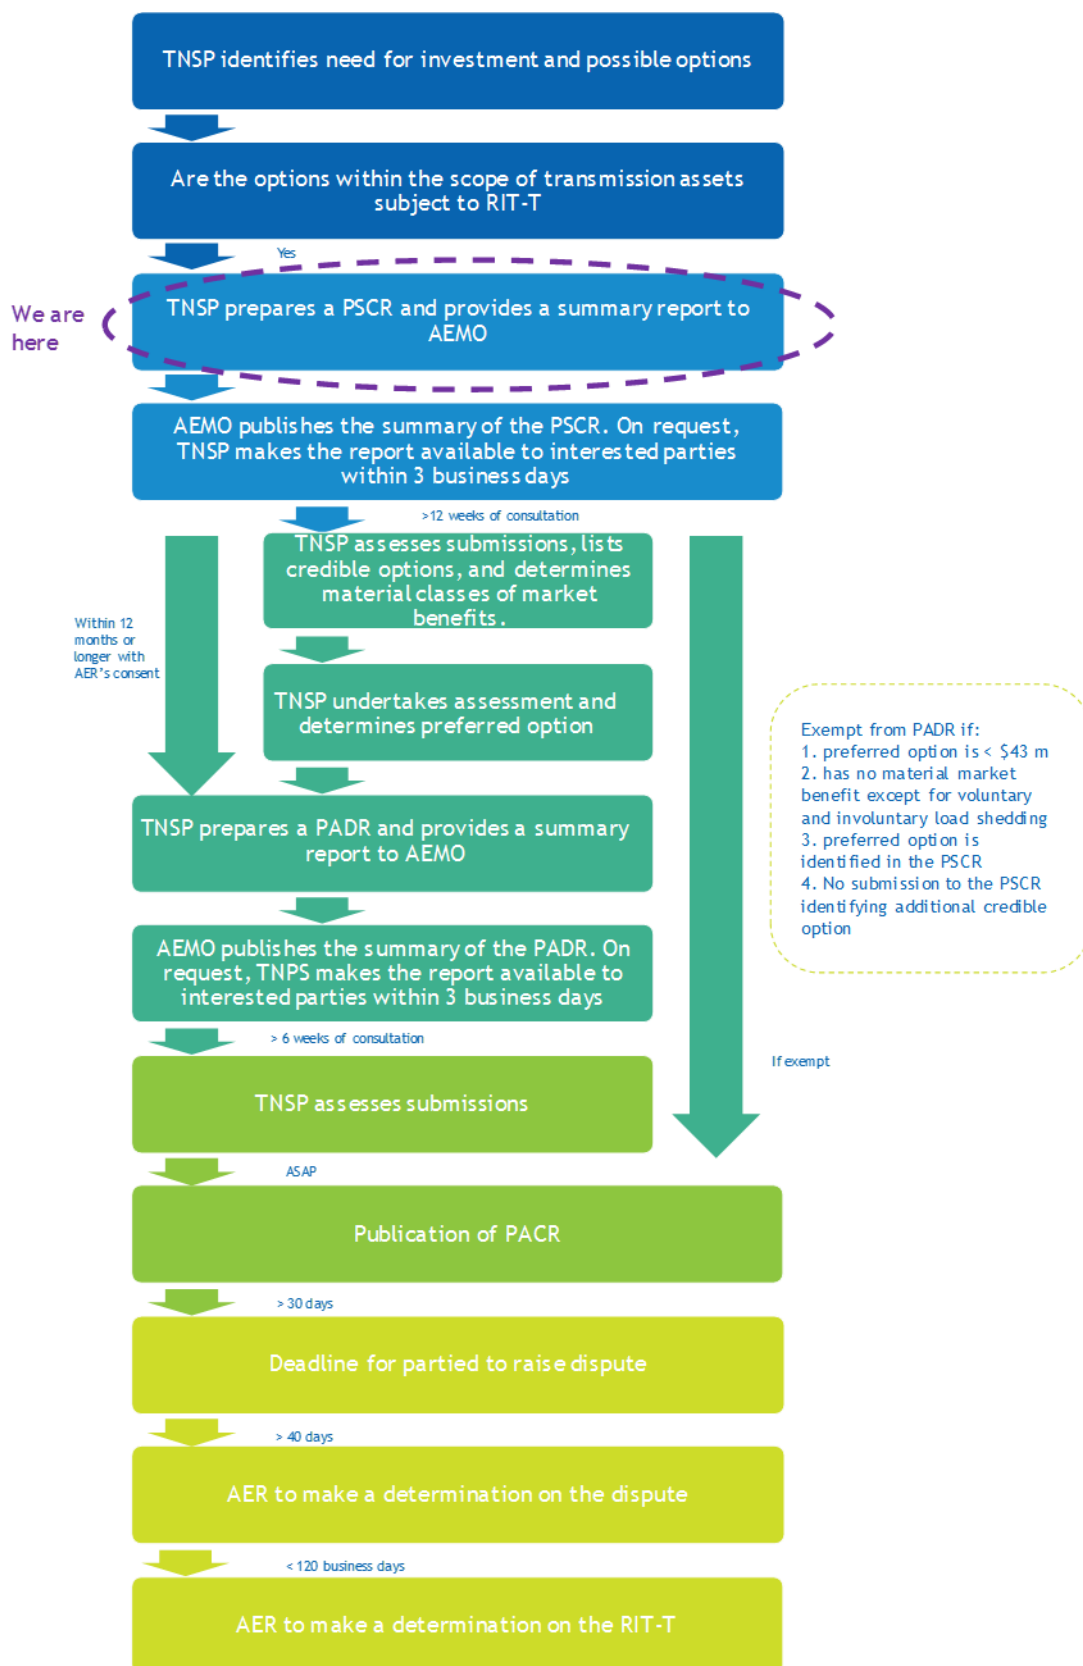 TNSP identifies need for investment and possible options
Are the options within the scope of transmission assets
subject to RIT-T
Yes
We are
here
TNSP prepares a PSCR and provides a summary report to
AEMO
AEMO publishes the summary of the PSCR. On request,
TNSP makes the report available to interested parties
within 3 business days
>12 weeks of consultation
TNSP assesses submissions, lists
credible options, and determines
material classes of market
benefits.
Within 12
months or
longer with
AER's consent
TNSP undertakes assessment and
determines preferred option
Exempt from PADR if:
1. preferred option is < $43 m
2. has no material market
benefit except for voluntary
and involuntary load shedding
3. preferred option is
identified in the PSCR
4. No submission to the PSCR
identifying additional credible
option
TNSP prepares a PADR and provides a summary
report to AEMO
AEMO publishes the summary of the PADR. On
request, TNPS makes the report available to
interested parties within 3 business days
> 6 weeks of consultation
If exempt
TNSP assesses submissions
ASAP
Publication of PACR
> 30 days
Deadline for partied to raise dispute
> 40 days
AER to make a determination on the dispute
< 120 business days
AER to make a determination on the RIT-T